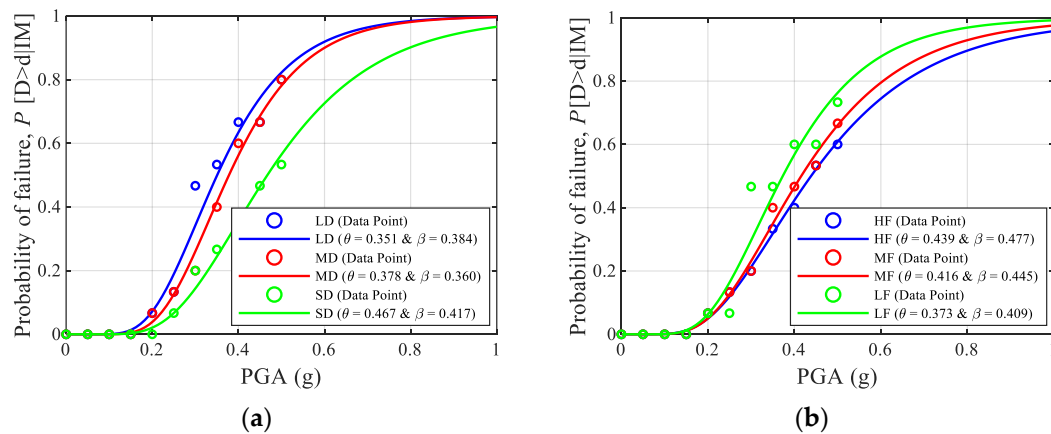 Probability of failure, P [D>d|IM]
1
0.8
0.6
0.4
0.2
0
0 0.2 0.4 0.6 0.8 1
PGA (g)
LD (Data Point)
LD (θ = 0.351 & β = 0.384)
MD (Data Point)
MD (θ = 0.378 & β = 0.360)
SD (Data Point)
SD (θ = 0.467 & β = 0.417)
(a)
Probability of failure, P[D>d|IM]
1
0.8
0.6
0.4
0.2
0
0 0.2 0.4 0.6 0.8 1
PGA (g)
HF (Data Point)
HF (θ = 0.439 & β = 0.477)
MF (Data Point)
MF (θ = 0.416 & β = 0.445)
LF (Data Point)
LF (θ = 0.373 & β = 0.409)
(b)